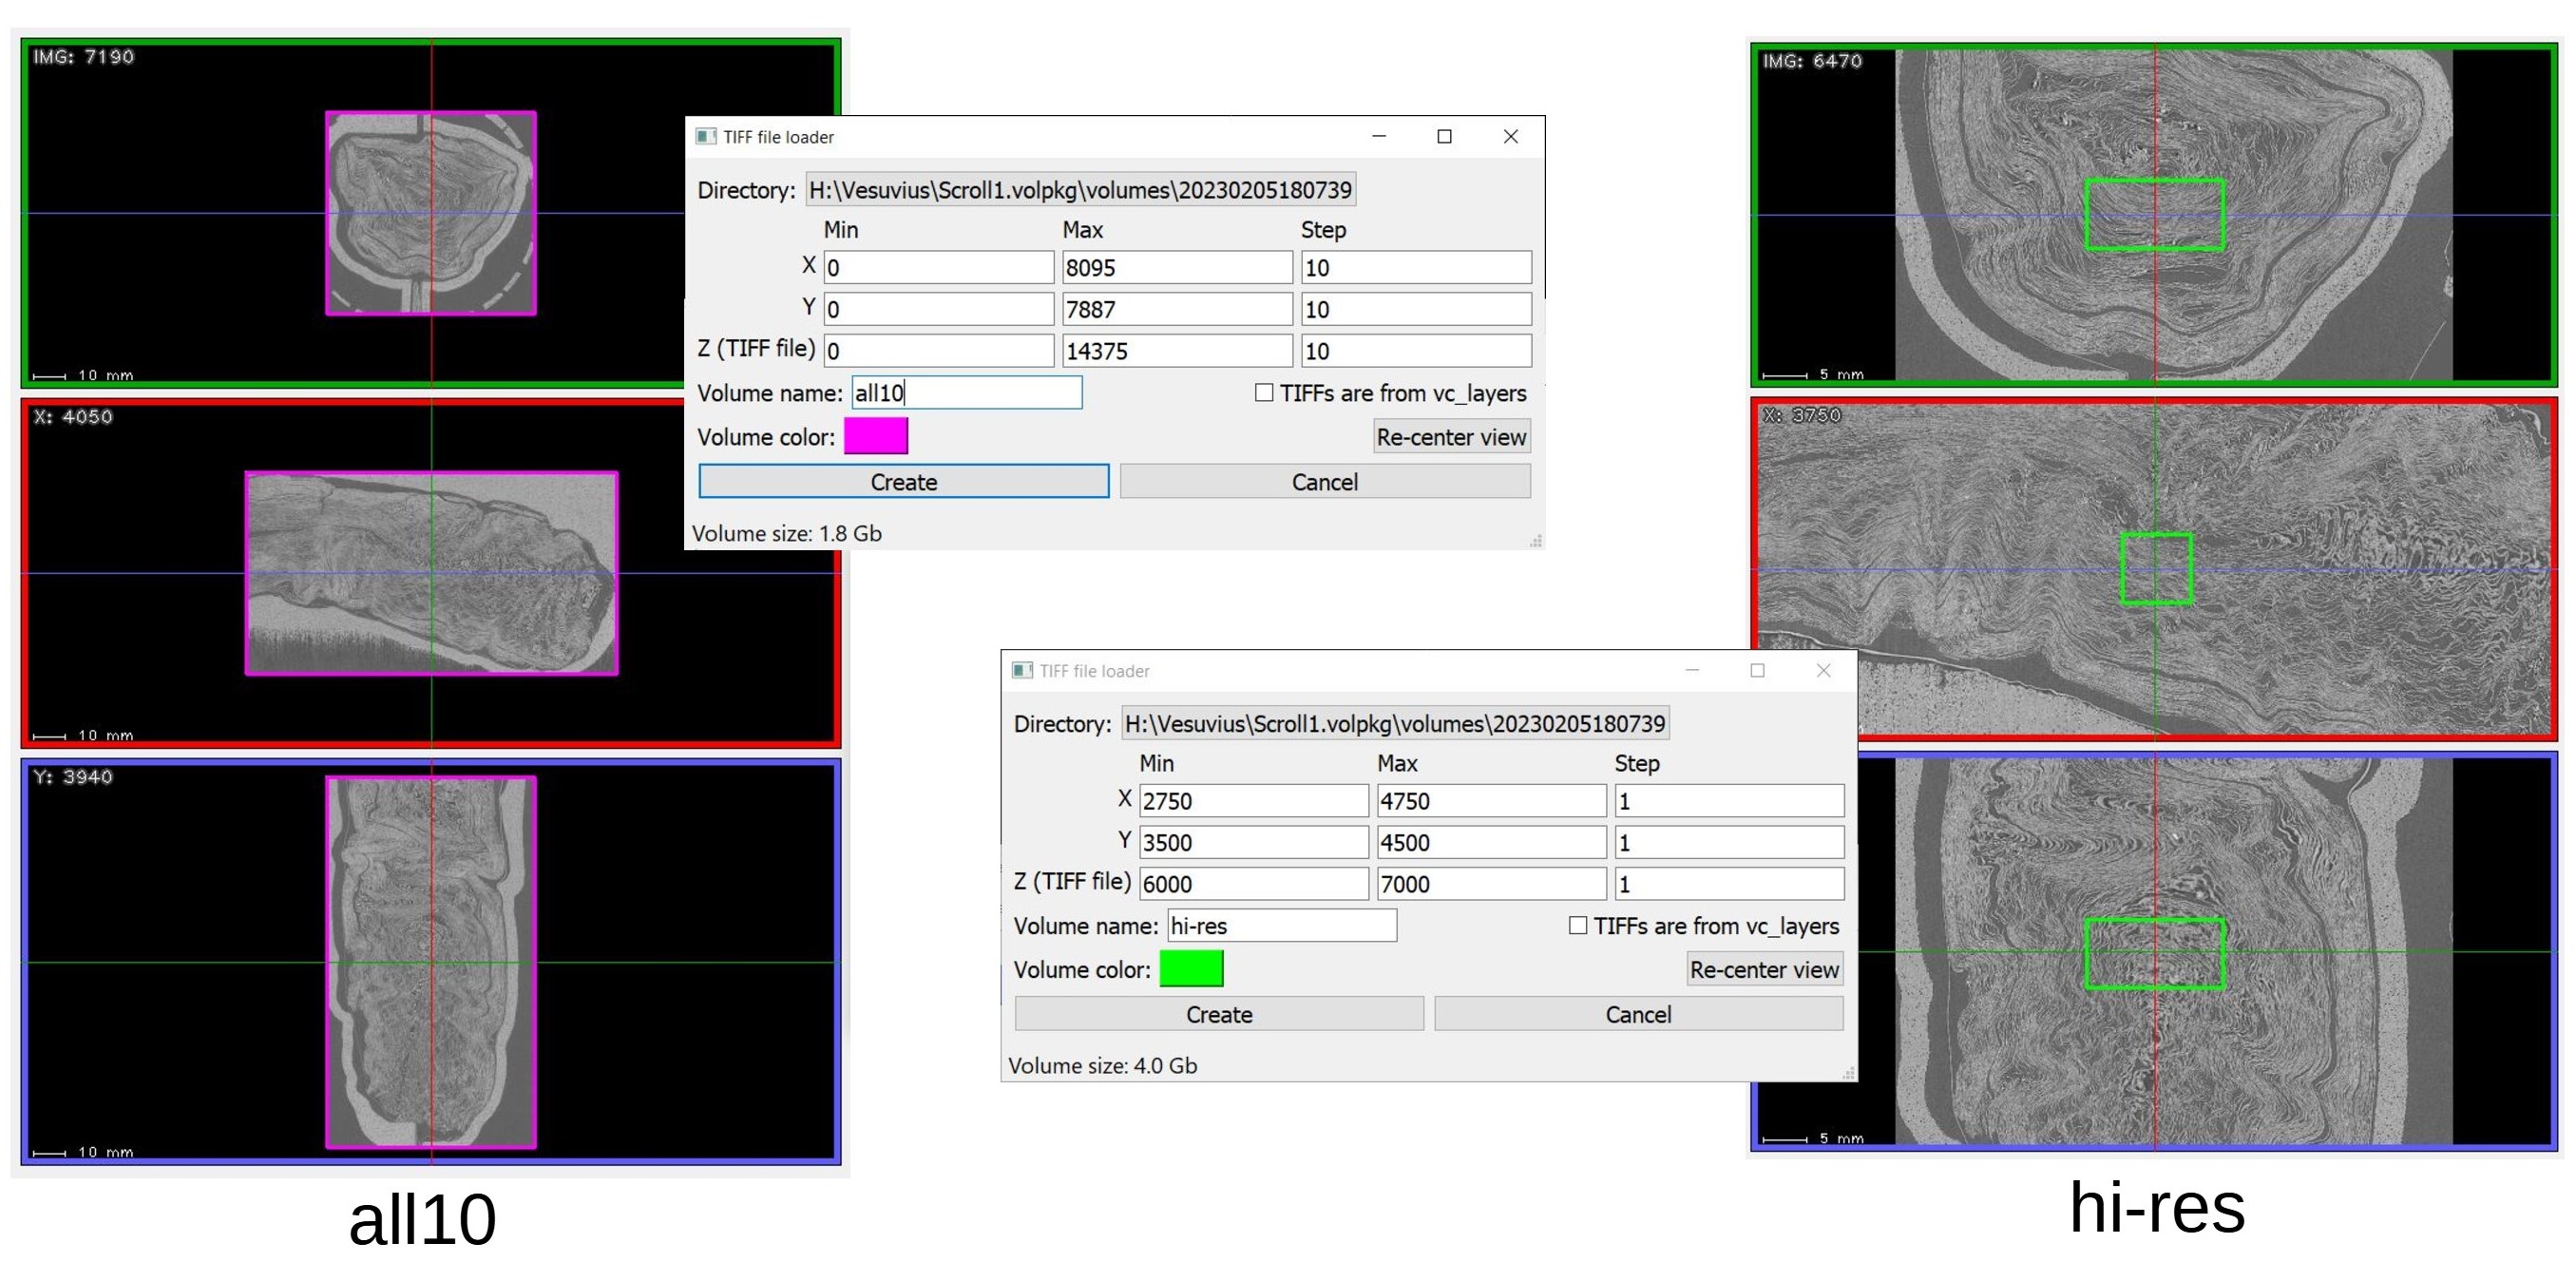 IMG: 7190
10 mm
X: 4050
10 mm
Y: 3940
10 mm
all10
TIFF file loader
Directory: H:\Vesuvius\Scroll1.volpkg\volumes\20230205180739
Min Max Step
X 0 8095 10
Y 0 7887 10
Z (TIFF file) 0 14375 10
Volume name: all10 TIFFs are from vc_layers
Volume color: Re-center view
Create Cancel
Volume size: 1.8 Gb
TIFF file loader
Directory: H:\Vesuvius\Scroll1.volpkg\volumes\20230205180739
Min Max Step
X 2750 4750 1
Y 3500 4500 1
Z (TIFF file) 6000 7000 1
Volume name: hi-res TIFFs are from vc_layers
Volume color: Re-center view
Create Cancel
Volume size: 4.0 Gb
IMG: 6470
5 mm
X: 3750
5 mm
hi-res